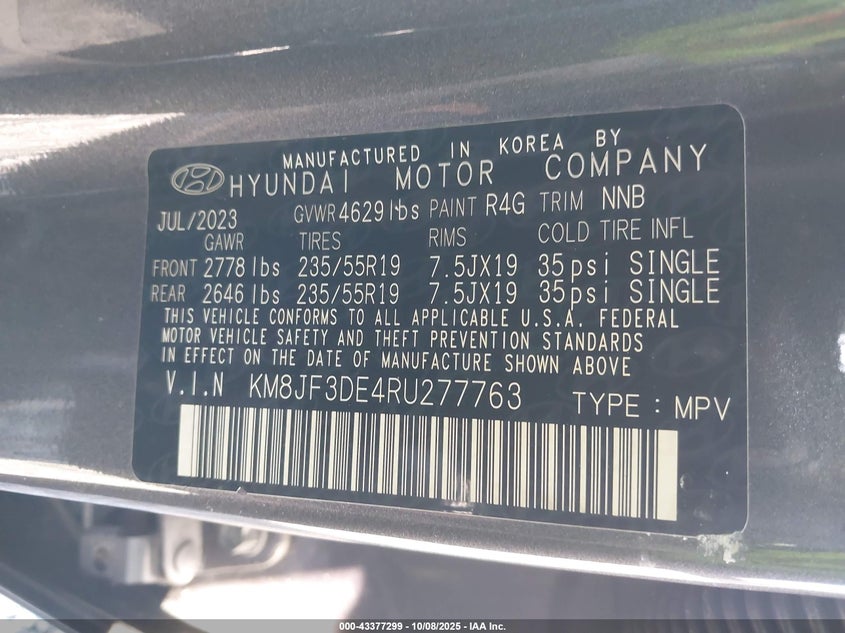 MANUFACTURED IN KOREA BY
HYUNDAI MOTOR COMPANY
JUL/2023 GVWR 4629 lbs PAINT R4G TRIM NNB
GAWR TIRES RIMS COLD TIRE INFL
FRONT 2778 lbs 235/55R19 7.5JX19 35psi SINGLE
REAR 2646 lbs 235/55R19 7.5JX19 35psi SINGLE
THIS VEHICLE CONFORMS TO ALL APPLICABLE U.S.A. FEDERAL
MOTOR VEHICLE SAFETY AND THEFT PREVENTION STANDARDS
IN EFFECT ON THE DATE OF MANUFACTURE SHOWN ABOVE
V.I.N KM8JF3DE4RU277763 TYPE : MPV
000-43377299 - 10/08/2025 - IAA Inc.